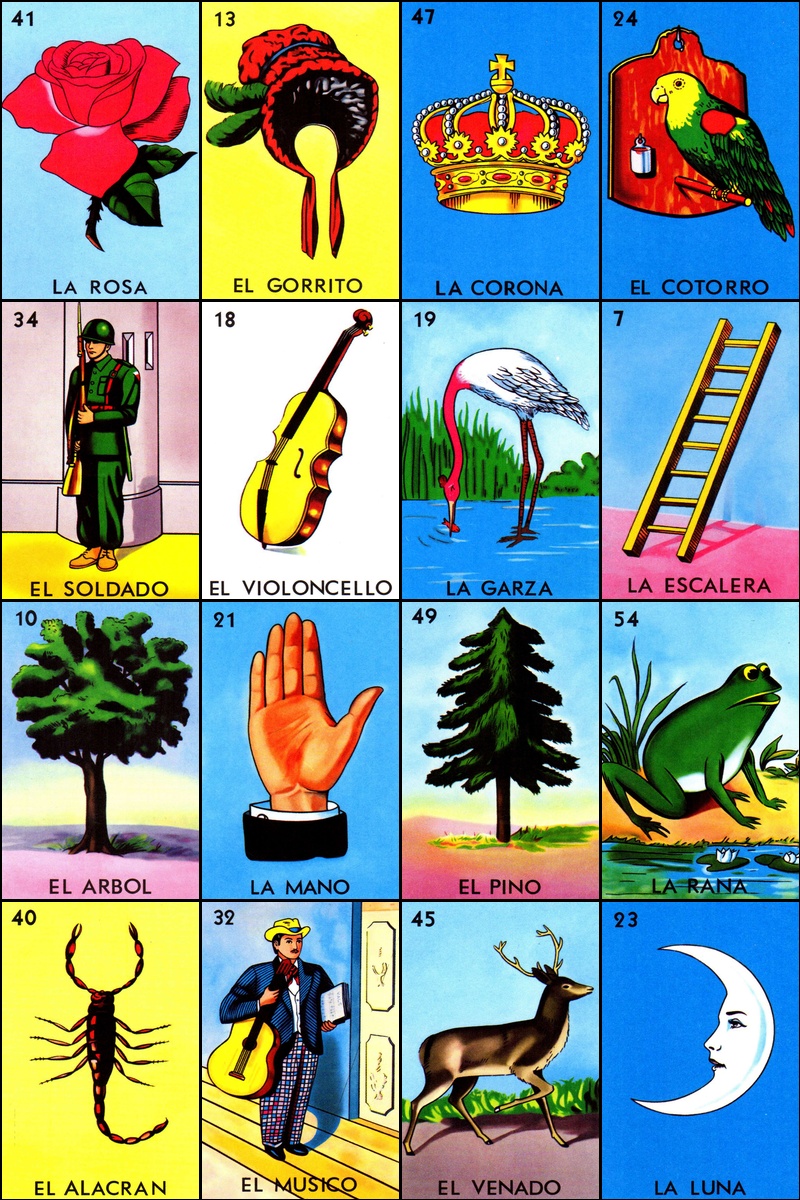 41
LA ROSA
13
EL GORRITO
47
LA CORONA
24
EL COTORRO
34
EL SOLDADO
18
EL VIOLONCELLO
19
LA GARZA
7
LA ESCALERA
10
EL ARBOL
21
LA MANO
49
EL PINO
54
LA RANA
40
EL ALACRAN
32
EL MUSICO
45
EL VENADO
23
LA LUNA